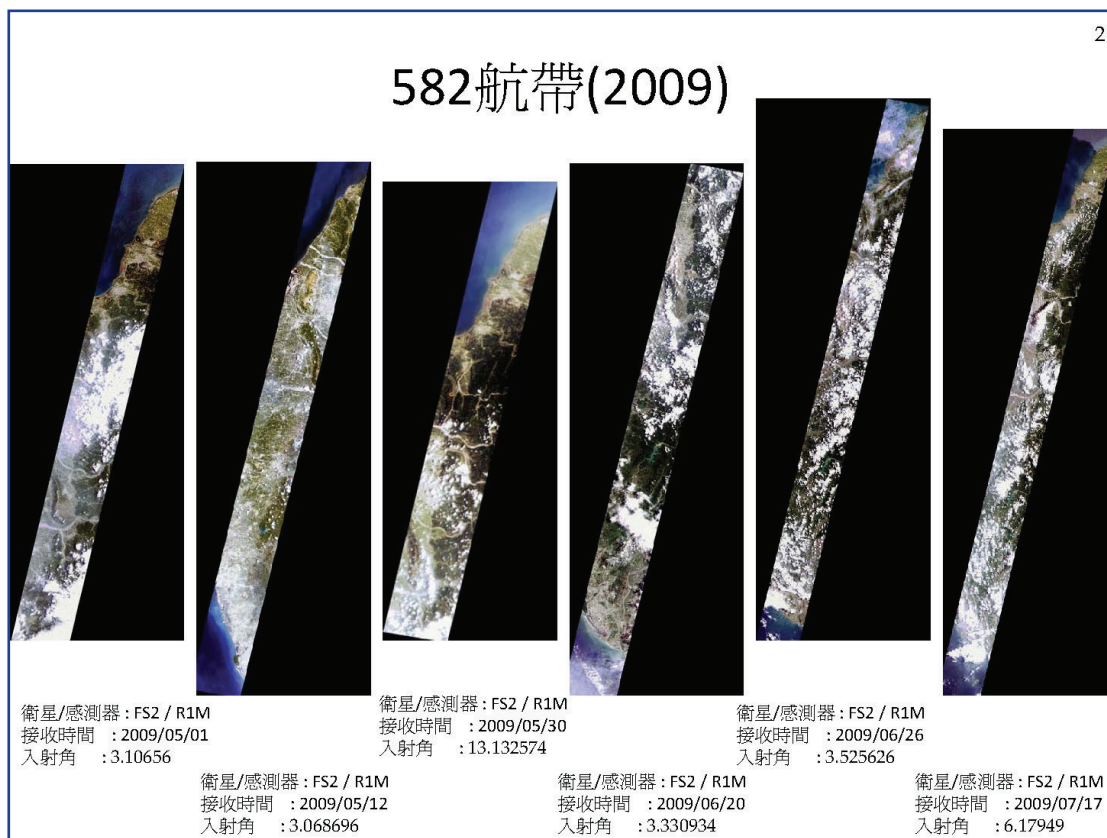 2
582航帶(2009)
衛星/感測器 : FS2 / R1M
接收時間 : 2009/05/01
入射角 : 3.10656
衛星/感測器 : FS2 / R1M
接收時間 : 2009/05/12
入射角 : 3.068696
衛星/感測器 : FS2 / R1M
接收時間 : 2009/05/30
入射角 : 13.132574
衛星/感測器 : FS2 / R1M
接收時間 : 2009/06/20
入射角 : 3.330934
衛星/感測器 : FS2 / R1M
接收時間 : 2009/06/26
入射角 : 3.525626
衛星/感測器 : FS2 / R1M
接收時間 : 2009/07/17
入射角 : 6.17949